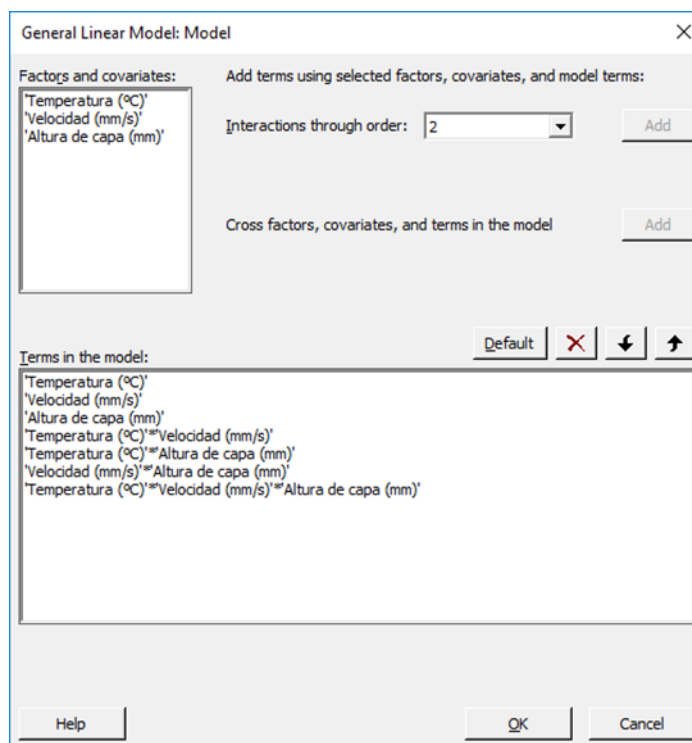 General Linear Model: Model
Factors and covariates:
Add terms using selected factors, covariates, and model terms:
'Temperatura (ºC)'
'Velocidad (mm/s)'
'Altura de capa (mm)'
Interactions through order: 2 Add
Cross factors, covariates, and terms in the model Add
Default
Terms in the model:
'Temperatura (ºC)'
'Velocidad (mm/s)'
'Altura de capa (mm)'
'Temperatura (ºC)'*'Velocidad (mm/s)'
'Temperatura (ºC)'*'Altura de capa (mm)'
'Velocidad (mm/s)'*'Altura de capa (mm)'
'Temperatura (ºC)'*'Velocidad (mm/s)'*'Altura de capa (mm)'
Help OK Cancel